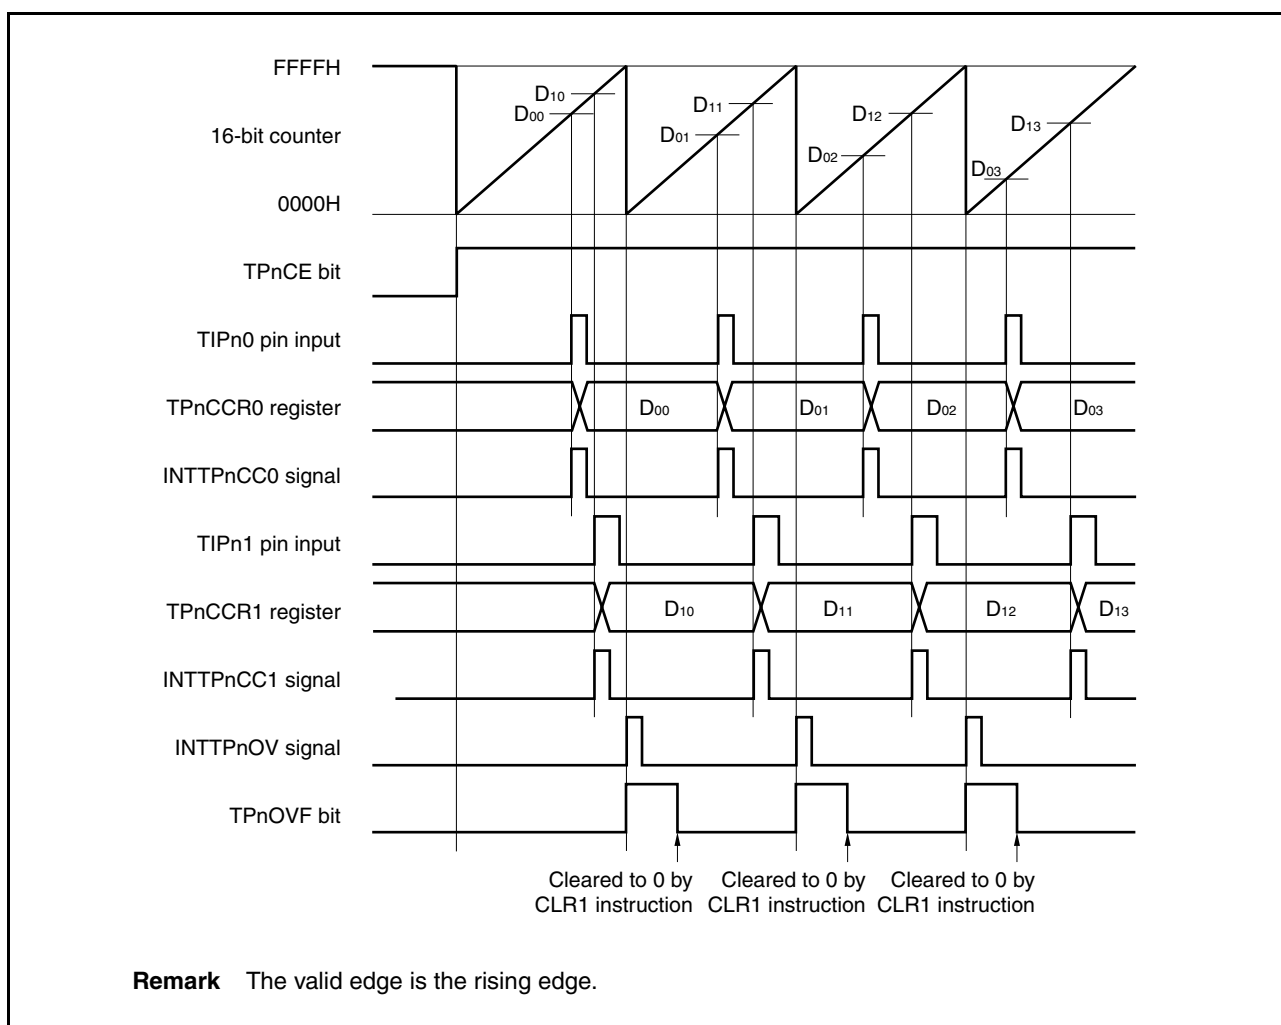 FFFFH
D10
D00
D11
D01
D12
D02
D13
D03
16-bit counter
0000H
TPnCE bit
TIPn0 pin input
TPnCCR0 register
D00
D01
D02
D03
INTTPnCC0 signal
TIPn1 pin input
TPnCCR1 register
D10
D11
D12
D13
INTTPnCC1 signal
INTTPnOV signal
TPnOVF bit
Cleared to 0 by
CLR1 instruction
Cleared to 0 by
CLR1 instruction
Cleared to 0 by
CLR1 instruction
Remark The valid edge is the rising edge.